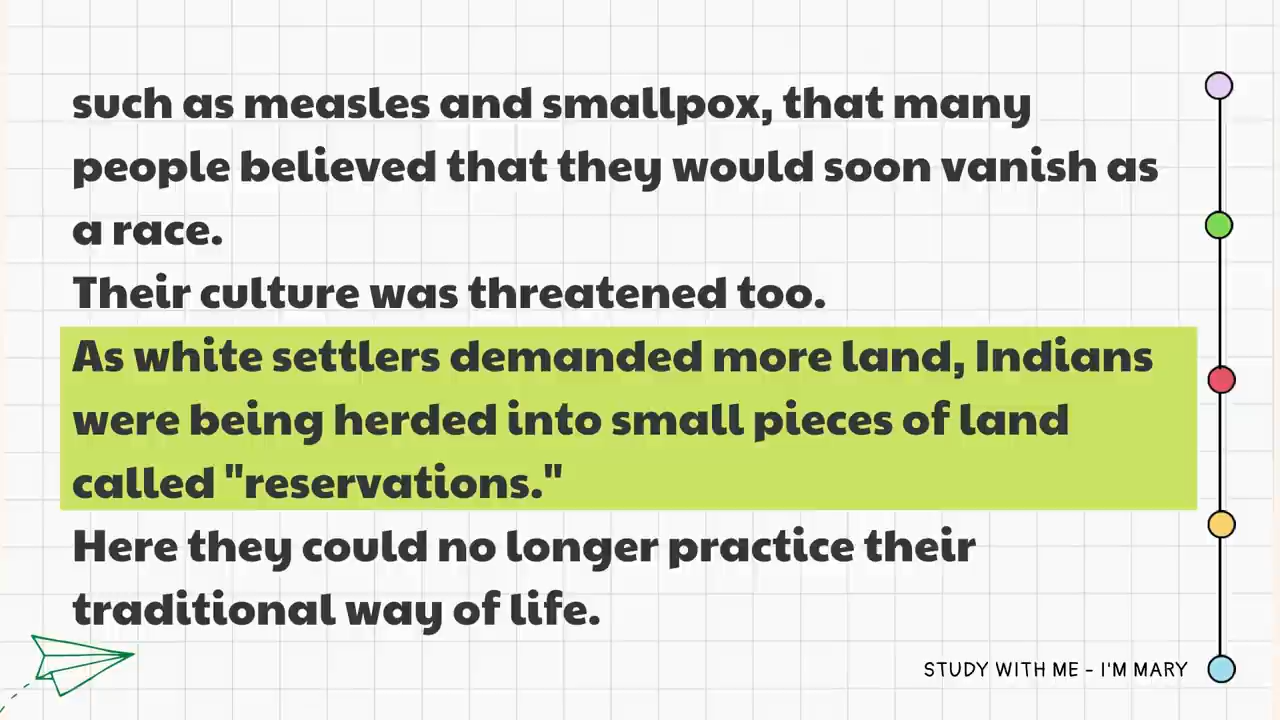 such as measles and smallpox, that many
people believed that they would soon vanish as
a race.
Their culture was threatened too.
As white settlers demanded more land, Indians
were being herded into small pieces of land
called "reservations."
Here they could no longer practice their
traditional way of life.
STUDY WITH ME - I'M MARY